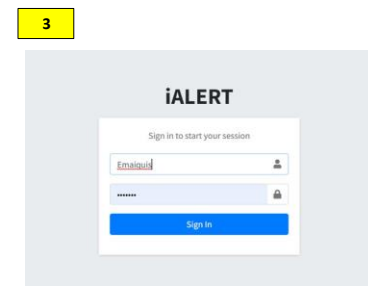 3
iALERT
Sign in to start your session
Emaiquis
•••••••
Sign In